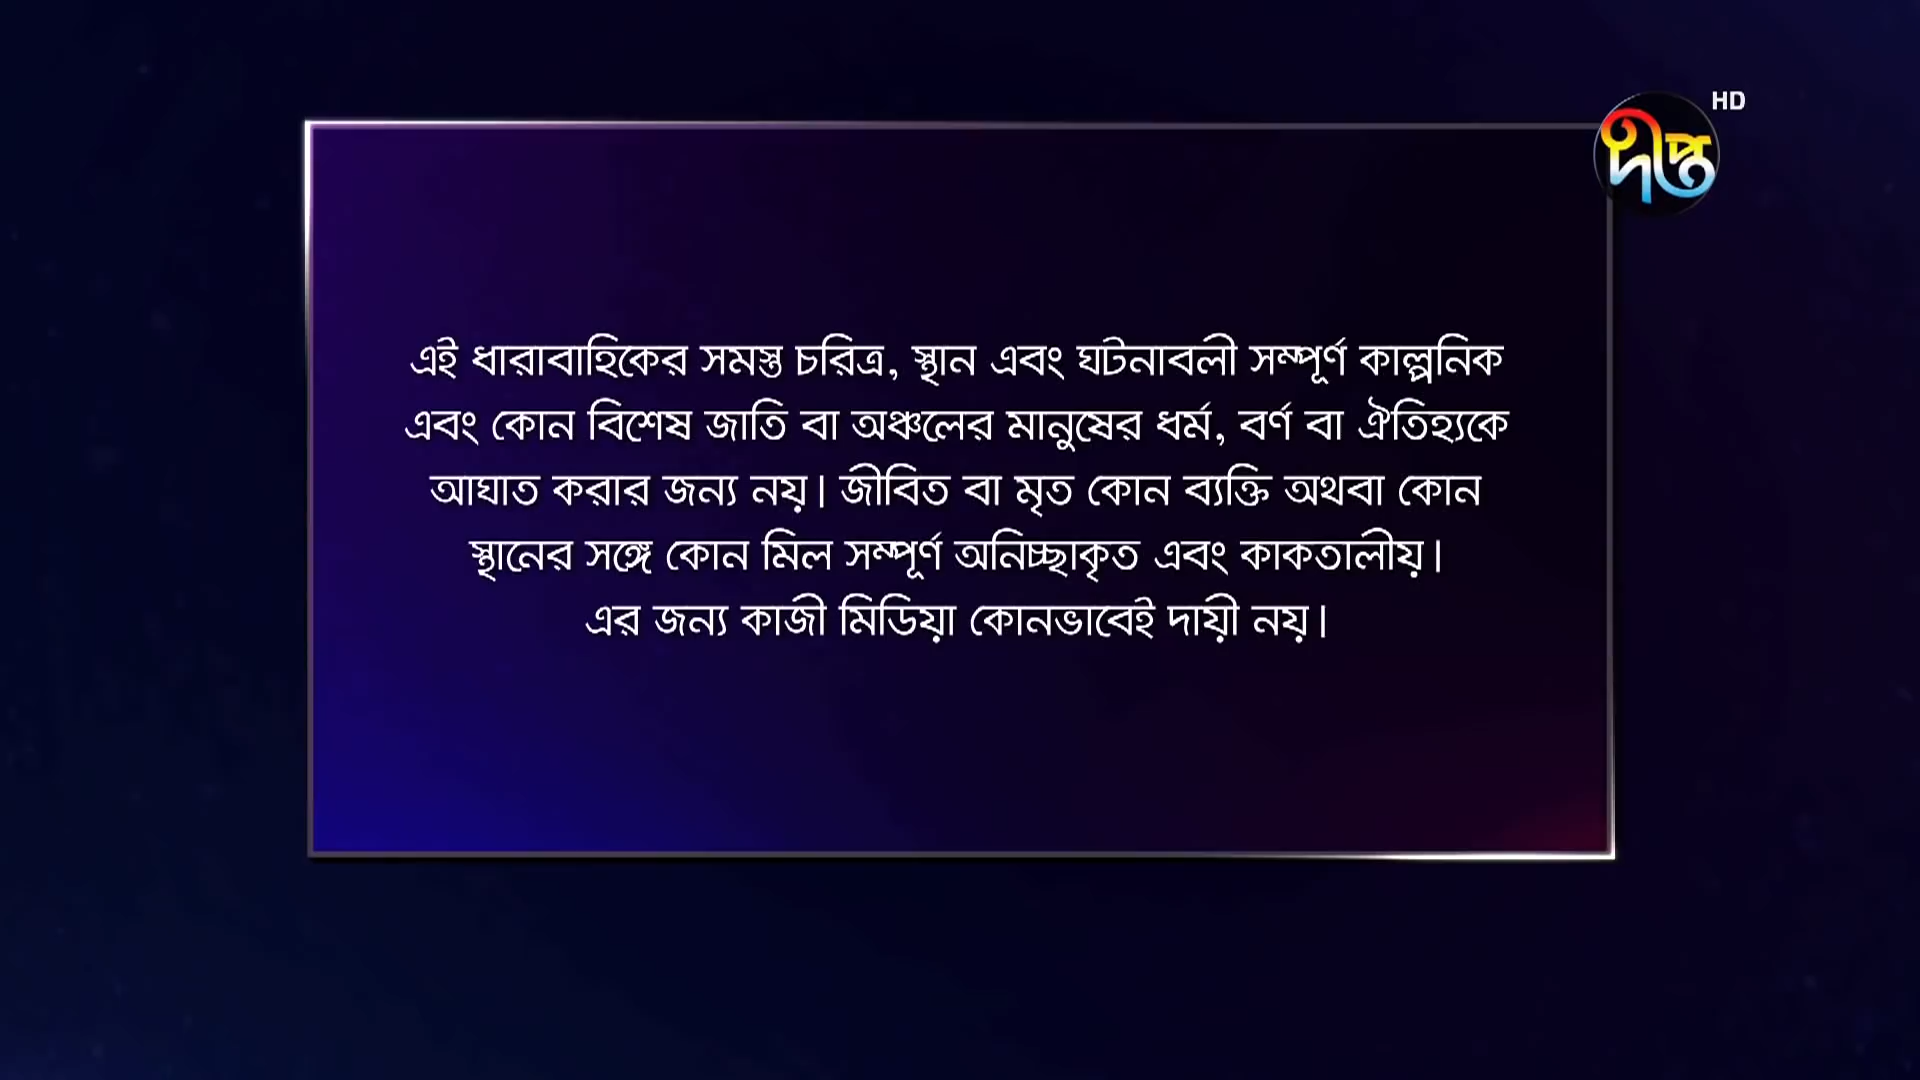 HD
দীপ্ত
এই ধারাবাহিকের সমস্ত চরিত্র, স্থান এবং ঘটনাবলী সম্পূর্ণ কাল্পনিক
এবং কোন বিশেষ জাতি বা অঞ্চলের মানুষের ধর্ম, বর্ণ বা ঐতিহ্যকে
আঘাত করার জন্য নয়। জীবিত বা মৃত কোন ব্যক্তি অথবা কোন
স্থানের সঙ্গে কোন মিল সম্পূর্ণ অনিচ্ছাকৃত এবং কাকতালীয়।
এর জন্য কাজী মিডিয়া কোনভাবেই দায়ী নয়।